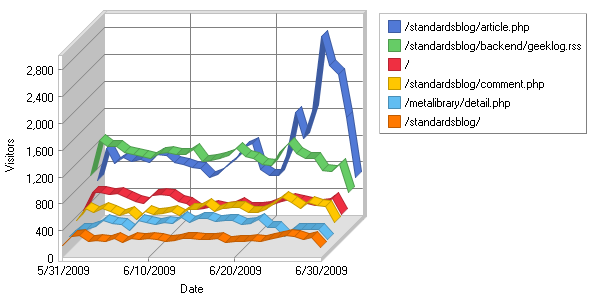 /standardsblog/article.php
/standardsblog/backend/geeklog.rss
/
/standardsblog/comment.php
/metalibrary/detail.php
/standardsblog/
Visitors
2,800
2,400
2,000
1,600
1,200
800
400
0
5/31/2009 6/10/2009 6/20/2009 6/30/2009
Date